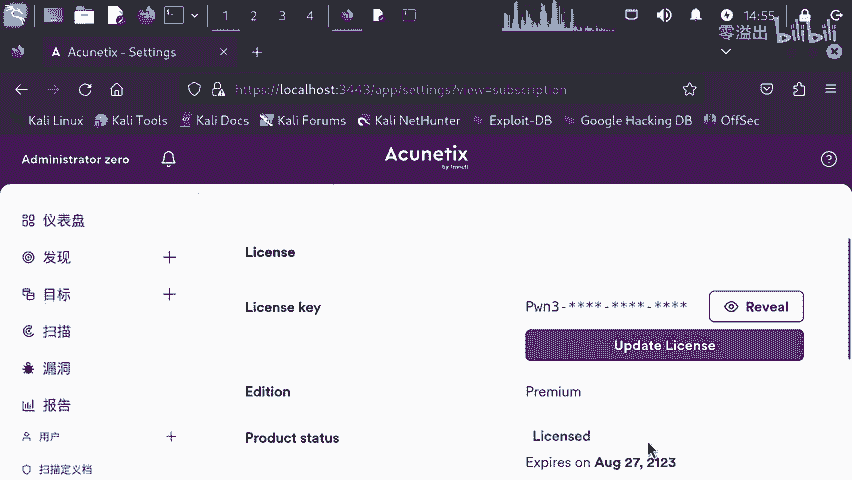 1 2 3 4 14:55
零溢出 bilibili
Acunetix - Settings
https://localhost:3443/app/settings?view=subscription
Kali Linux Kali Tools Kali Docs Kali Forums Kali NetHunter Exploit-DB Google Hacking DB OffSec
Administrator zero Acunetix
by Invicti
仪表盘
License
发现
目标
License key Pwn3-****-****-**** Reveal
扫描
Update License
漏洞
Edition Premium
报告
用户
Product status Licensed
Expires on Aug 27, 2123
扫描定义档